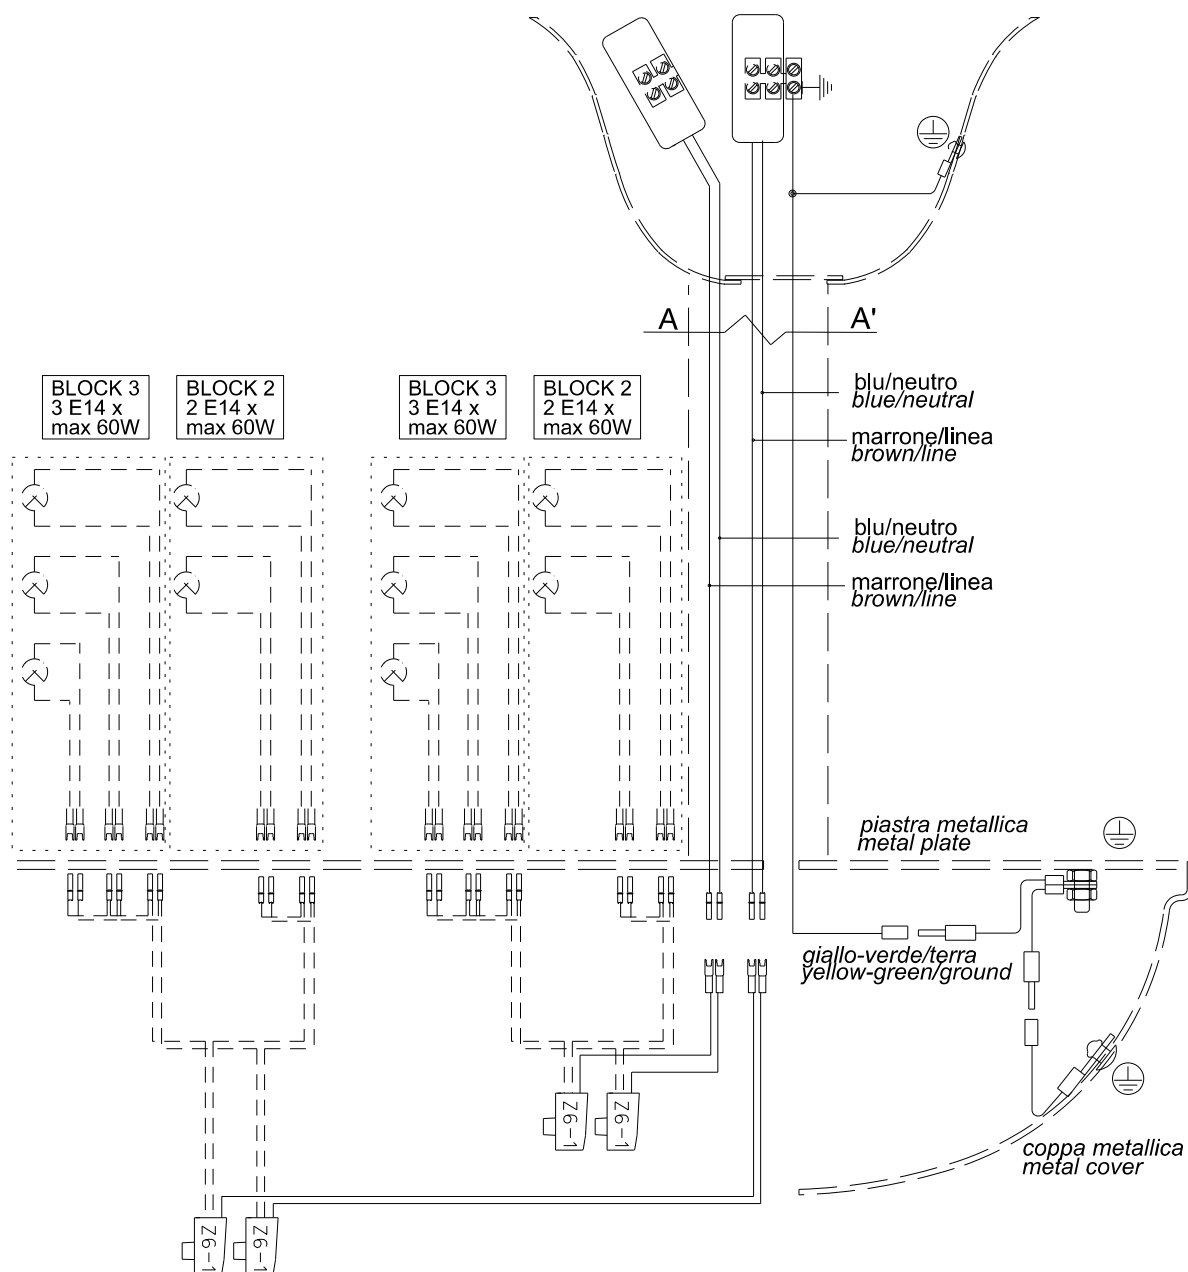 A
A'
BLOCK 3
3 E14 x
max 60W
BLOCK 2
2 E14 x
max 60W
BLOCK 3
3 E14 x
max 60W
BLOCK 2
2 E14 x
max 60W
blu/neutro
blue/neutral
marrone/linea
brown/line
blu/neutro
blue/neutral
marrone/linea
brown/line
piastra metallica
metal plate
giallo-verde/terra
yellow-green/ground
Z6-1
Z6-1
coppa metallica
metal cover
Z6-1
Z6-1